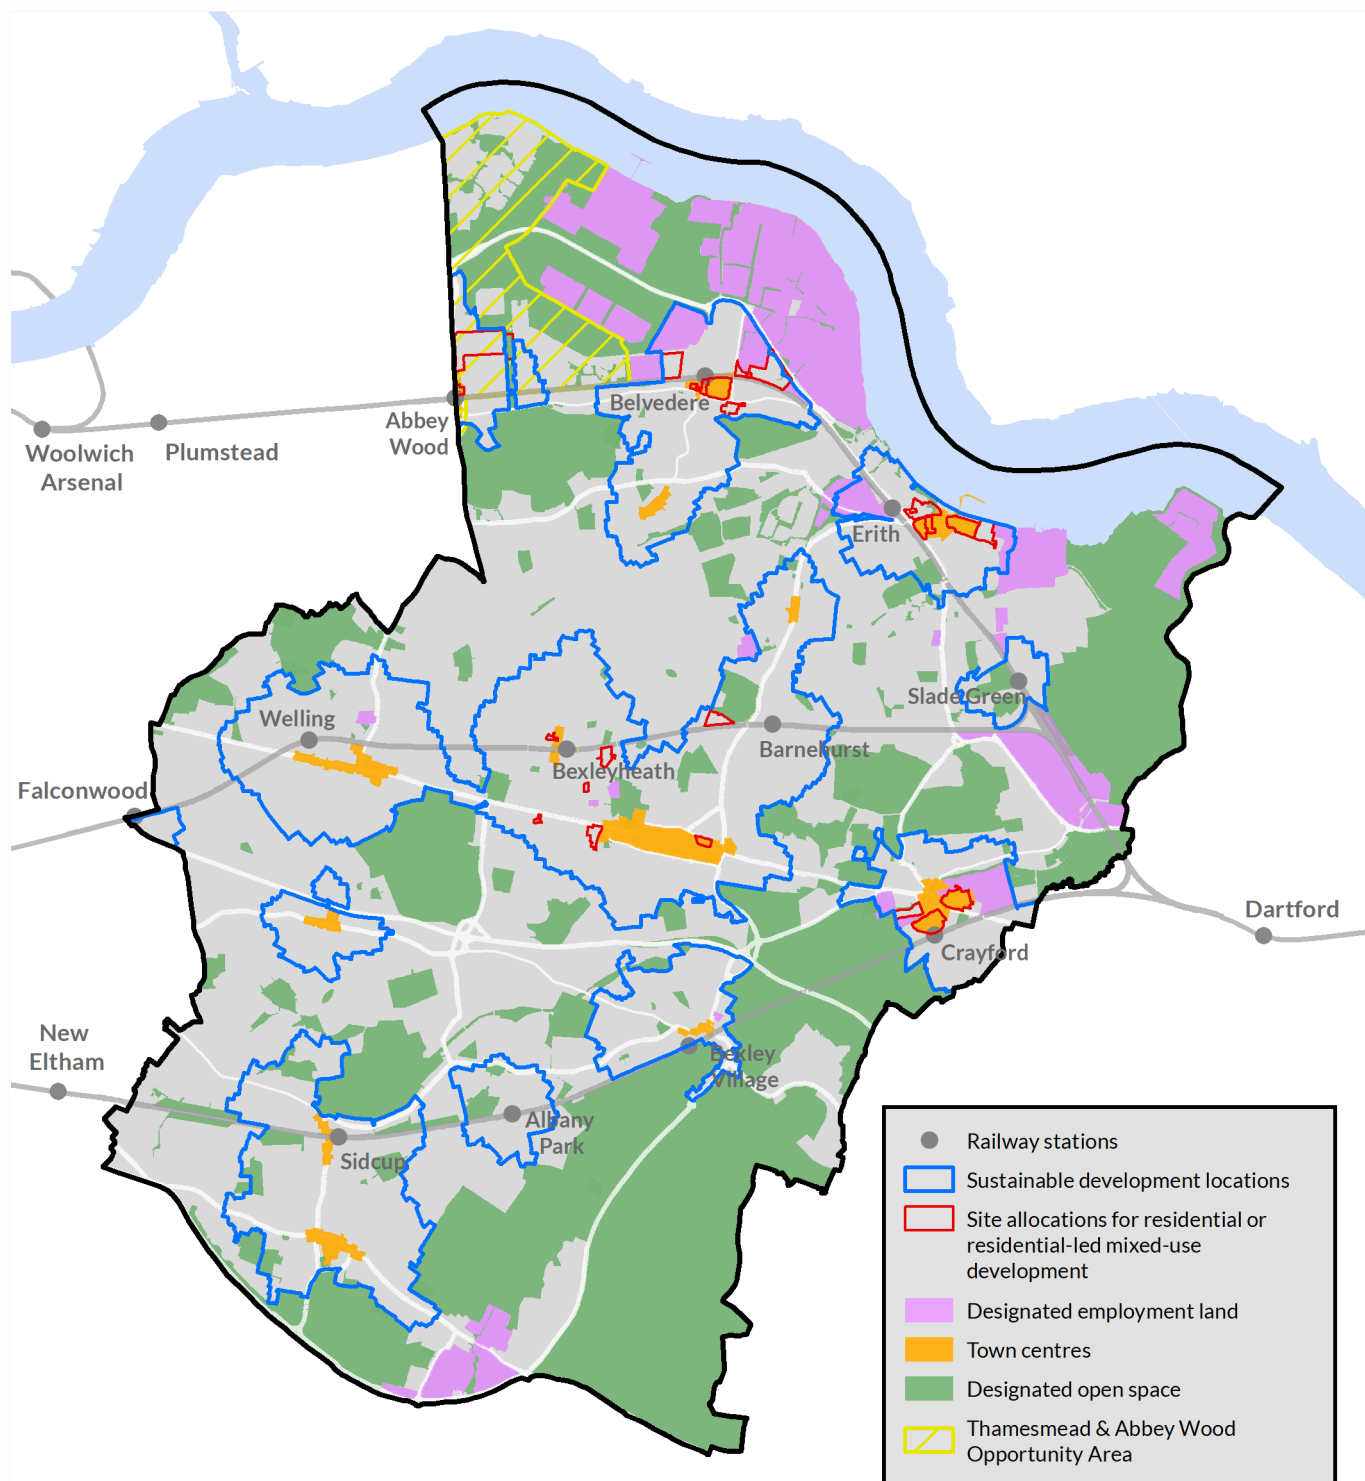 Abbey
Wood
Belvedere
Woolwich
Arsenal
Plumstead
Erith
Slade Green
Welling
Barnehurst
Bexleyheath
Falconwood
Dartford
Crayford
New
Eltham
Bexley
Village
Albany
Park
Sidcup
Railway stations
Sustainable development locations
Site allocations for residential or
residential-led mixed-use
development
Designated employment land
Town centres
Designated open space
Thamesmead & Abbey Wood
Opportunity Area